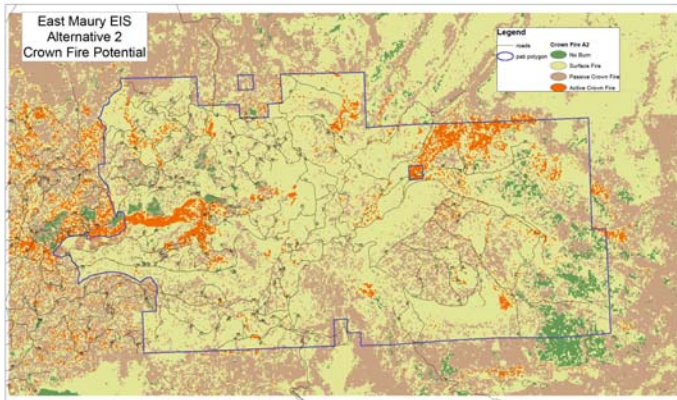 East Maury EIS
Alternative 2
Crown Fire Potential
Legend
roads
palt polygon
Crown Fire A2
No Burn
Surface Fire
Passive Crown Fire
Active Crown Fire